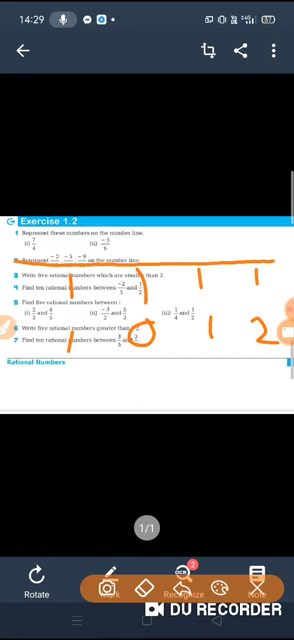 14:29
57
Exercise 1.2
1 Represent these numbers on the number line.
(i) 7/4 (ii) −5/6
2 Represent −2/ , −5/ , −9/ on the number line.
3 Write five rational numbers which are smaller than 2.
4 Find ten rational numbers between −2/5 and 1/2
5 Find five rational numbers between :
(i) 2/3 and 4/5 (ii) −3/2 and 5/3 (iii) 1/4 and 1/2
6 Write five rational numbers greater than
7 Find ten rational numbers between 3/5 and 3/
1 0 1 2
Rational Numbers
1/1
OCR 2
Rotate Mark Recognize Note
DU RECORDER